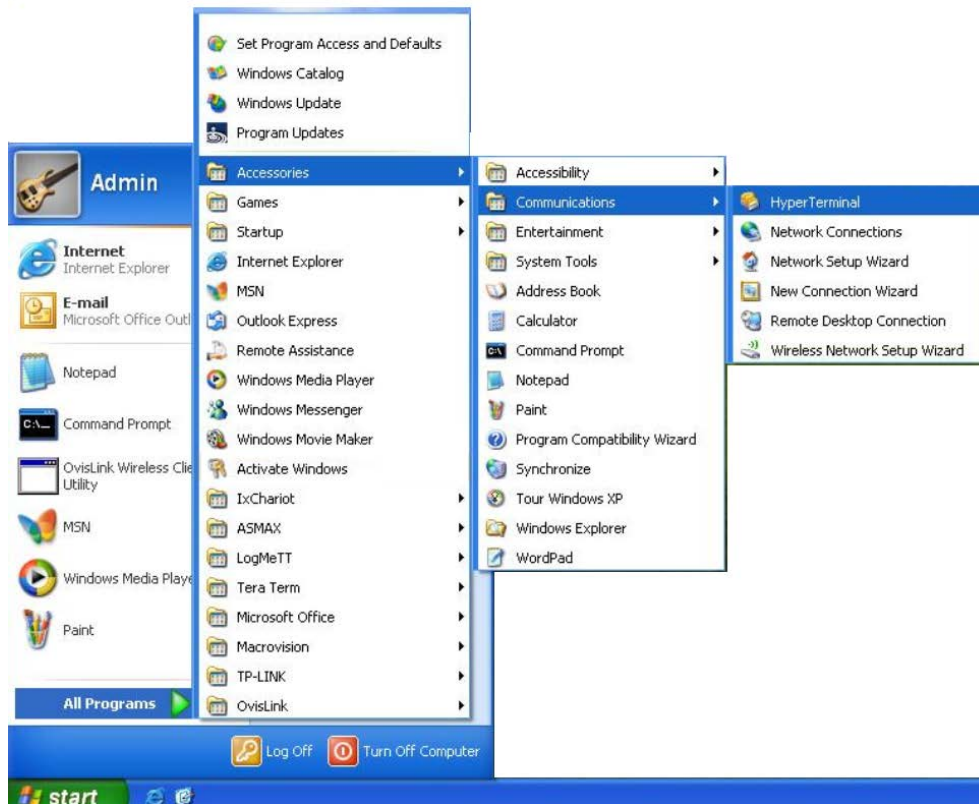 Set Program Access and Defaults
Windows Catalog
Windows Update
Program Updates
Accessories
Games
Startup
Internet Explorer
MSN
Outlook Express
Remote Assistance
Windows Media Player
Windows Messenger
Windows Movie Maker
Activate Windows
IxChariot
ASMAX
LogMeTT
Tera Term
Microsoft Office
Macrovision
TP-LINK
OvisLink
Accessibility
Communications
Entertainment
System Tools
Address Book
Calculator
Command Prompt
Notepad
Paint
Program Compatibility Wizard
Synchronize
Tour Windows XP
Windows Explorer
WordPad
HyperTerminal
Network Connections
Network Setup Wizard
New Connection Wizard
Remote Desktop Connection
Wireless Network Setup Wizard
Admin
Internet
Internet Explorer
E-mail
Microsoft Office Outl
Notepad
C:\_
Command Prompt
OvisLink Wireless Clie
Utility
MSN
Windows Media Playe
Paint
All Programs
Log Off
Turn Off Computer
start